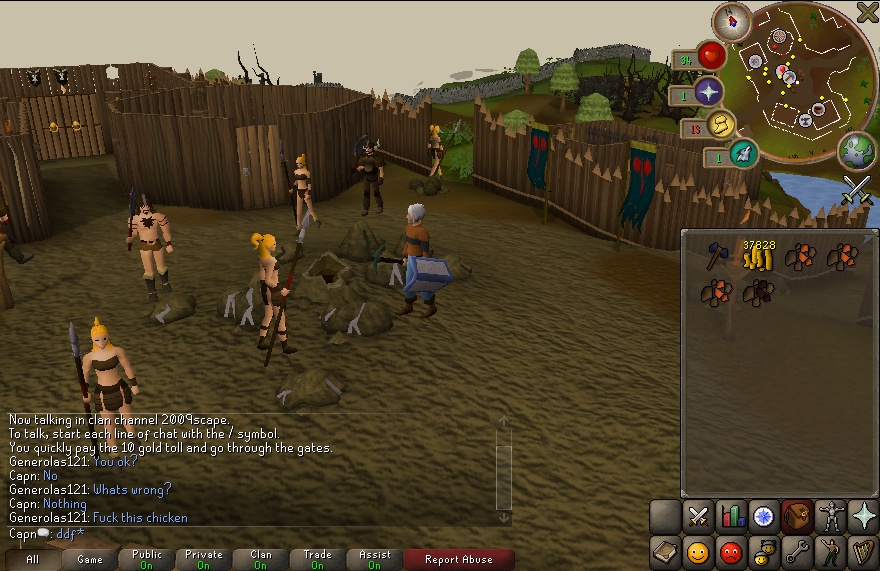 34
1
13
1
37828
Now talking in clan channel 2009scape.
To talk, start each line of chat with the / symbol.
You quickly pay the 10 gold toll and go through the gates.
Generolas121: You ok?
Capn: No
Generolas121: Whats wrong?
Capn: Nothing
Generolas121: Fuck this chicken
Capn: ddf*
All
Game
Public
On
Private
On
Clan
On
Trade
On
Assist
On
Report Abuse